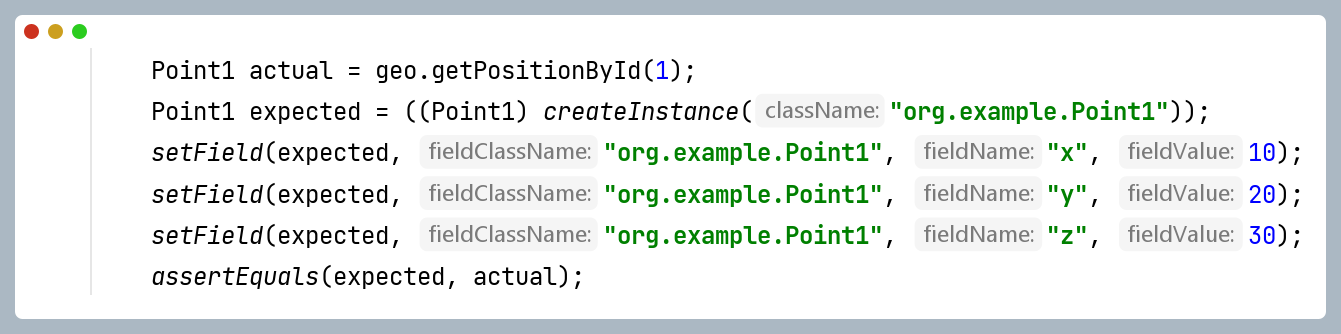 Point1 actual = geo.getPositionById(1);
Point1 expected = ((Point1) createInstance( className: "org.example.Point1"));
setField(expected, fieldClassName: "org.example.Point1", fieldName: "x", fieldValue: 10);
setField(expected, fieldClassName: "org.example.Point1", fieldName: "y", fieldValue: 20);
setField(expected, fieldClassName: "org.example.Point1", fieldName: "z", fieldValue: 30);
assertEquals(expected, actual);